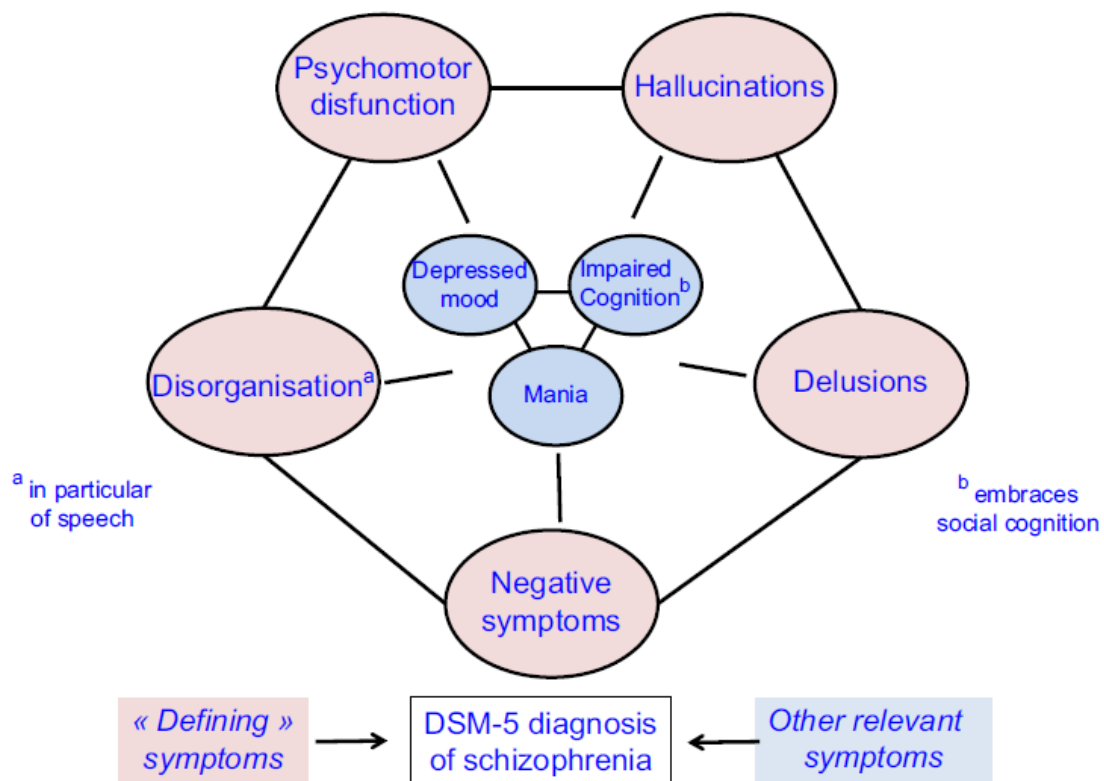 Psychomotor
disfunction
Hallucinations
Depressed
mood
Impaired
Cognition b
Mania
Disorganisation a
Delusions
a in particular
of speech
b embraces
social cognition
Negative
symptoms
« Defining »
symptoms
DSM-5 diagnosis
of schizophrenia
Other relevant
symptoms